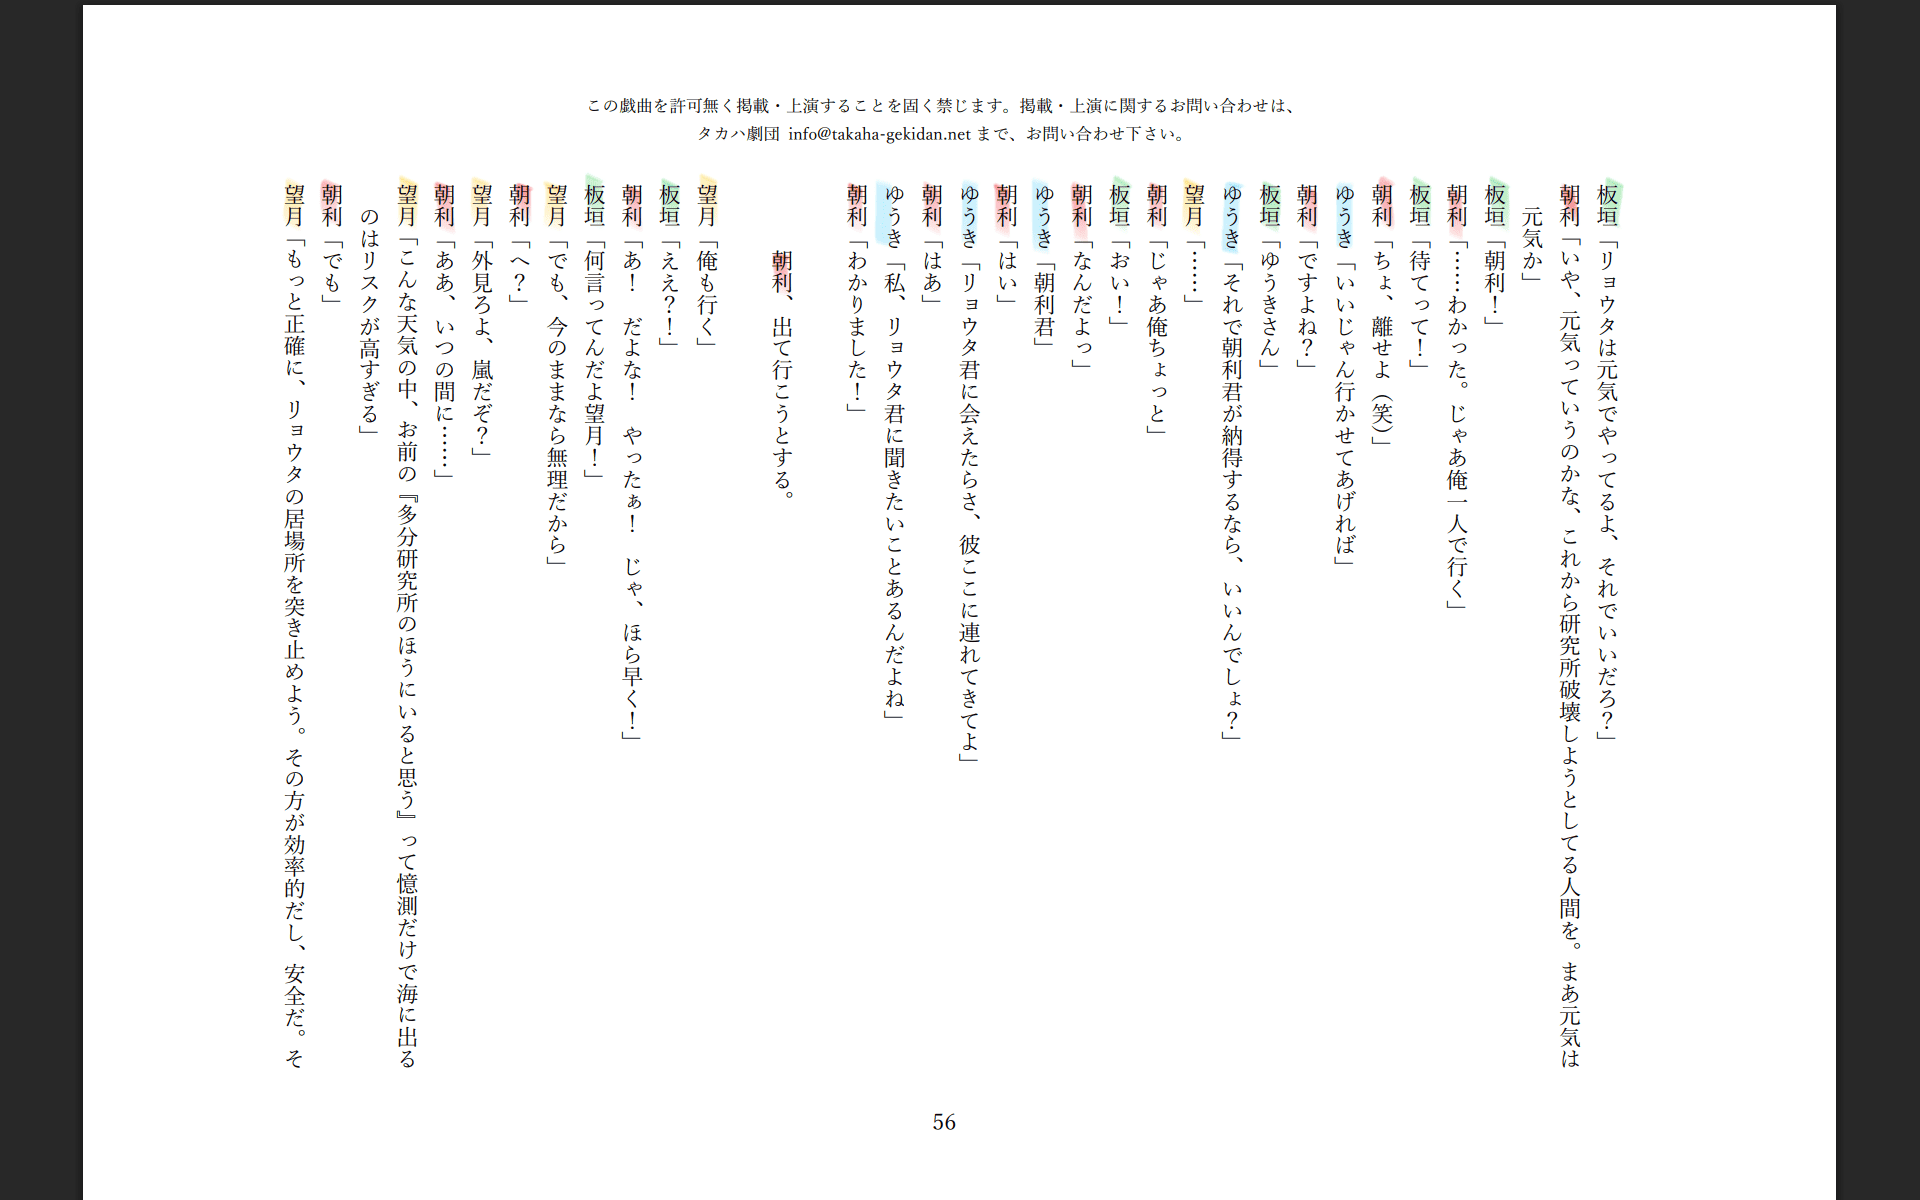 この戯曲を許可無く掲載・上演することを固く禁じます。掲載・上演に関するお問い合わせは、
タカハ劇団 info@takaha-gekidan.net まで、お問い合わせ下さい。
板垣「リョウタは元気でやってるよ、それでいいだろ？」
朝利「いや、元気っていうのかな、これから研究所破壊しようとしてる人間を。まあ元気は
元気か」
板垣「朝利！」
朝利「……わかった。じゃあ俺一人で行く」
板垣「待てって！」
朝利「ちょ、離せよ（笑）」
ゆうき「いいじゃん行かせてあげれば」
朝利「ですよね？」
板垣「ゆうきさん」
ゆうき「それで朝利君が納得するなら、いいんでしょ？」
望月「……」
朝利「じゃあ俺ちょっと」
板垣「おい！」
朝利「なんだよっ」
ゆうき「朝利君」
朝利「はい」
ゆうき「リョウタ君に会えたらさ、彼ここに連れてきてよ」
朝利「はあ」
ゆうき「私、リョウタ君に聞きたいことあるんだよね」
朝利「わかりました！」
朝利、出て行こうとする。
望月「俺も行く」
板垣「ええ？！」
朝利「あ！　だよな！　やったぁ！　じゃ、ほら早く！」
板垣「何言ってんだよ望月！」
望月「でも、今のままなら無理だから」
朝利「へ？」
望月「外見ろよ、嵐だぞ？」
朝利「ああ、いつの間に……」
望月「こんな天気の中、お前の『多分研究所のほうにいると思う』って憶測だけで海に出る
のはリスクが高すぎる」
朝利「でも」
望月「もっと正確に、リョウタの居場所を突き止めよう。その方が効率的だし、安全だ。そ
56